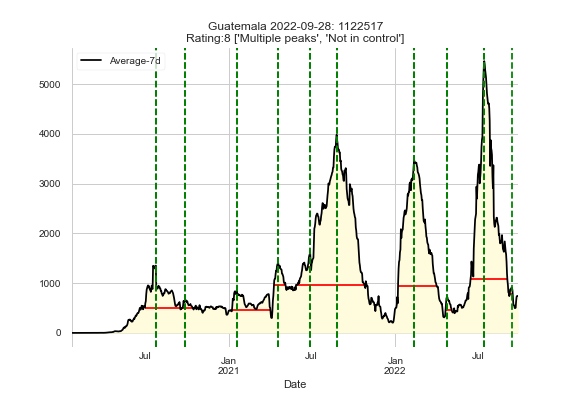 Guatemala 2022-09-28: 1122517
Rating:8 ['Multiple peaks', 'Not in control']
Average-7d
5000
4000
3000
2000
1000
0
Jul
Jan
2021
Jul
Jan
2022
Jul
Date